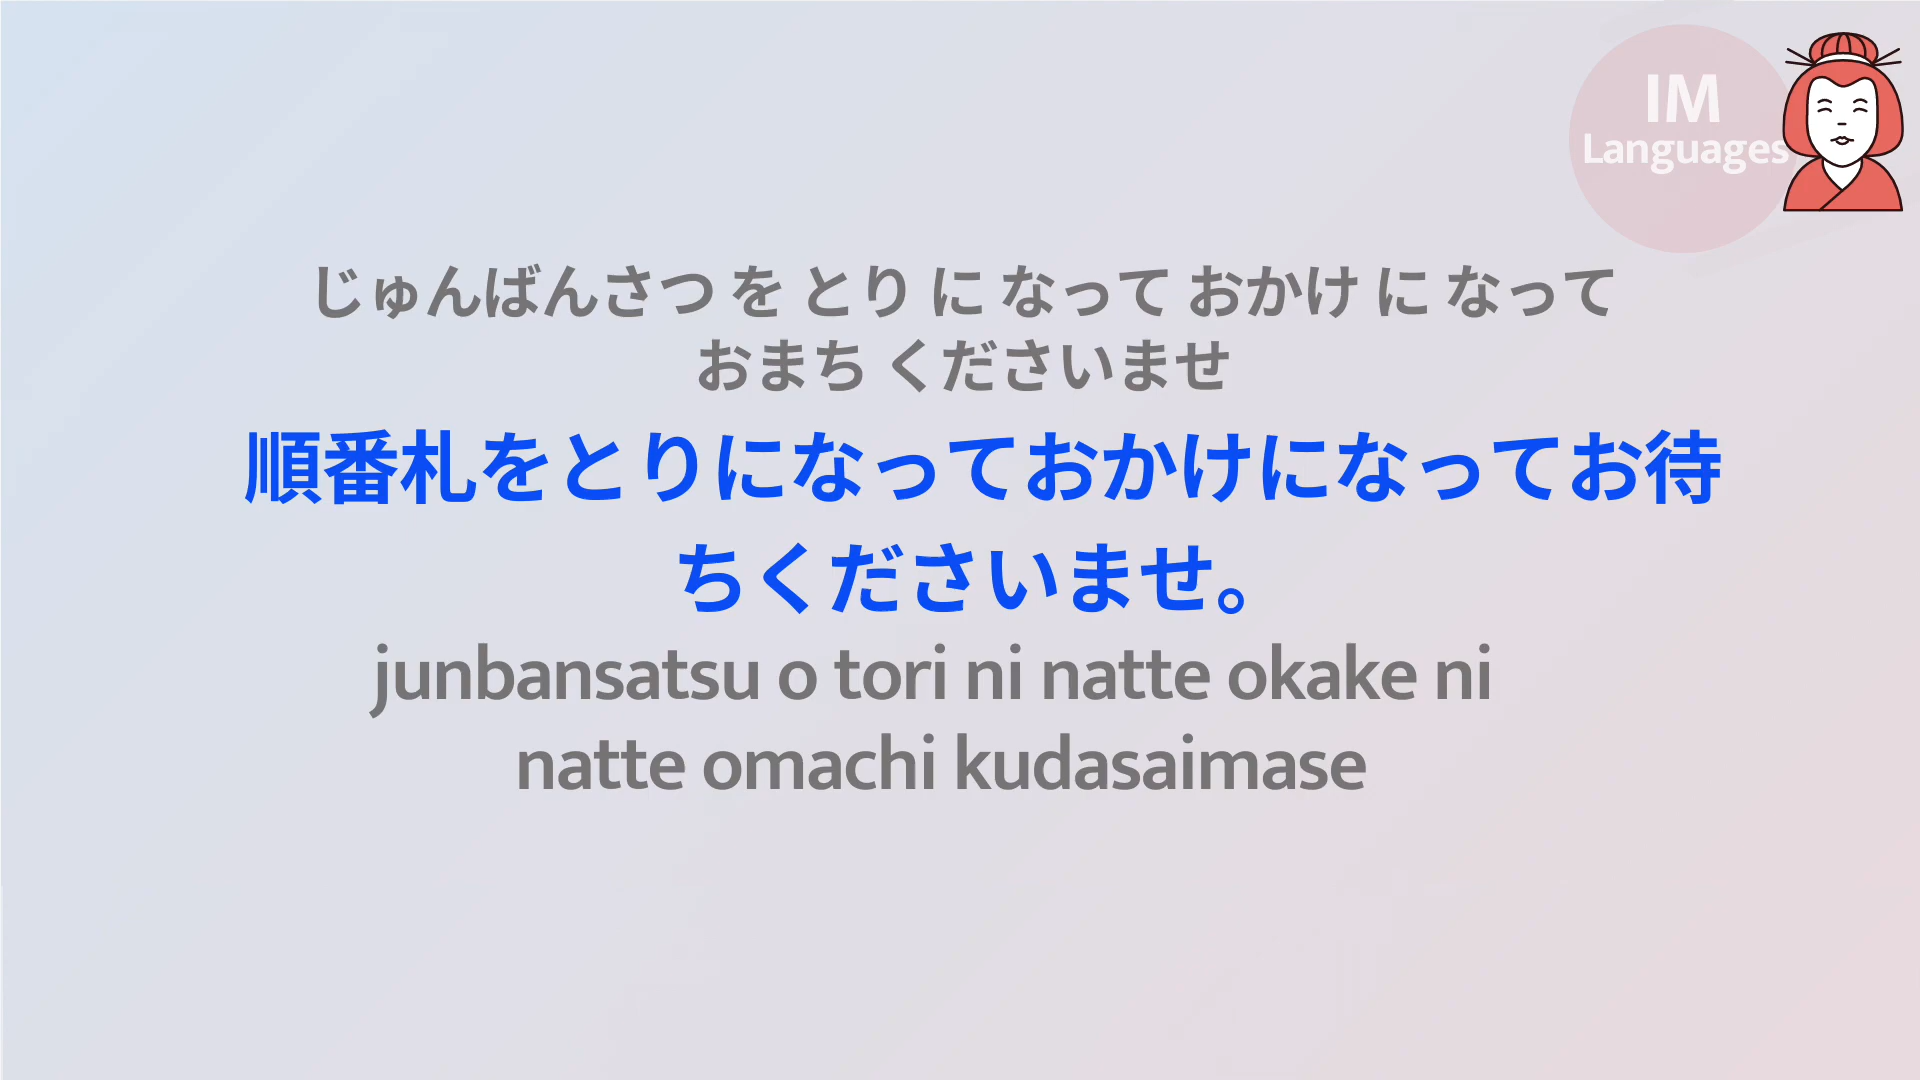 IM
Languages
じゅんばんさつ を とり に なって おかけ に なって
おまち くださいませ
順番札をとりになっておかけになってお待
ちくださいませ。
junbansatsu o tori ni natte okake ni
natte omachi kudasaimase